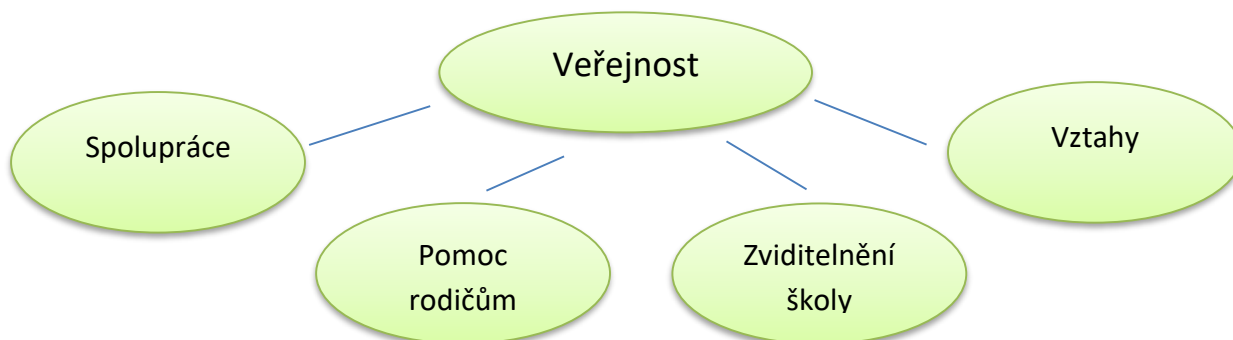 Veřejnost
Spolupráce
Vztahy
Pomoc
rodičům
Zviditelnění
školy